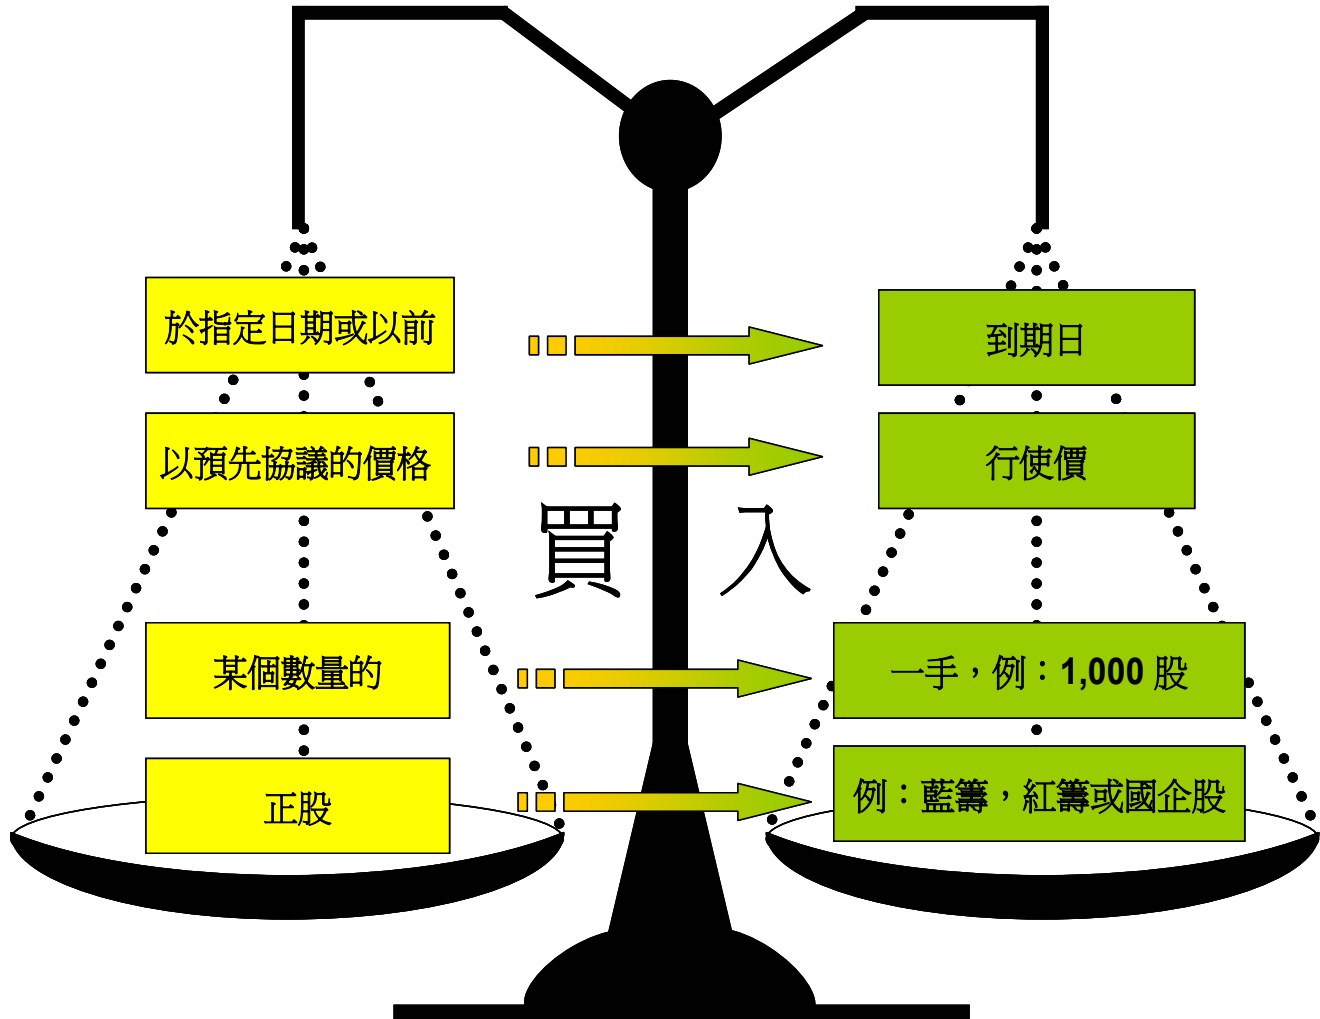 於指定日期或以前
到期日
以預先協議的價格
行使價
買入
某個數量的
一手，例：1,000 股
正股
例：藍籌，紅籌或國企股